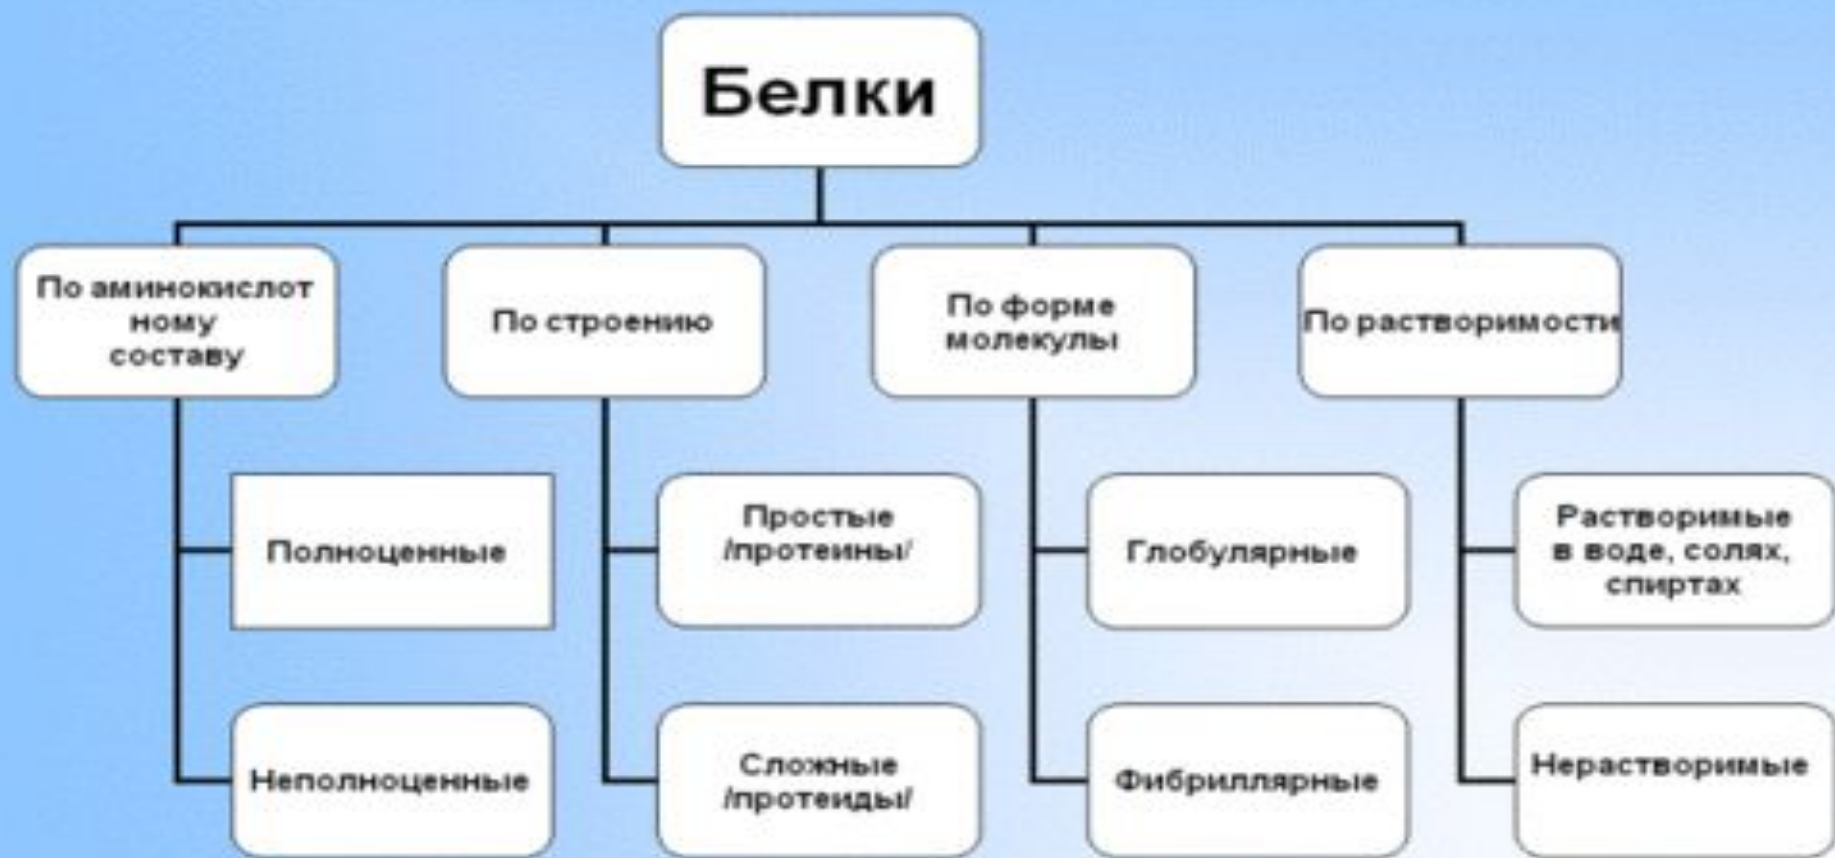 Белки
По аминокислот
ному
составу
По строению
По форме
молекулы
По растворимости
Полноценные
Простые
/протеины/
Глобулярные
Растворимые
в воде, солях,
спиртах
Неполноценные
Сложные
/протеиды/
Фибриллярные
Нерастворимые